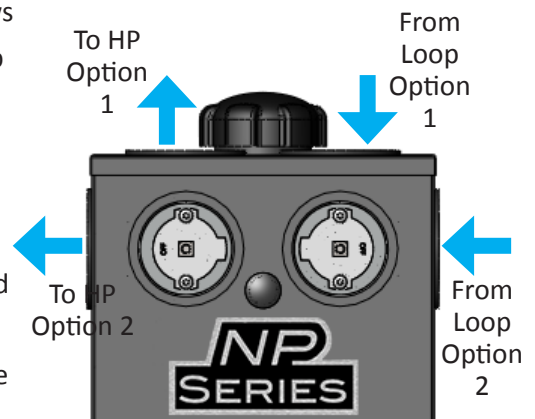 To HP
Option
1
From
Loop
Option
1
To HP
Option 2
From
Loop
Option
2
NP
SERIES